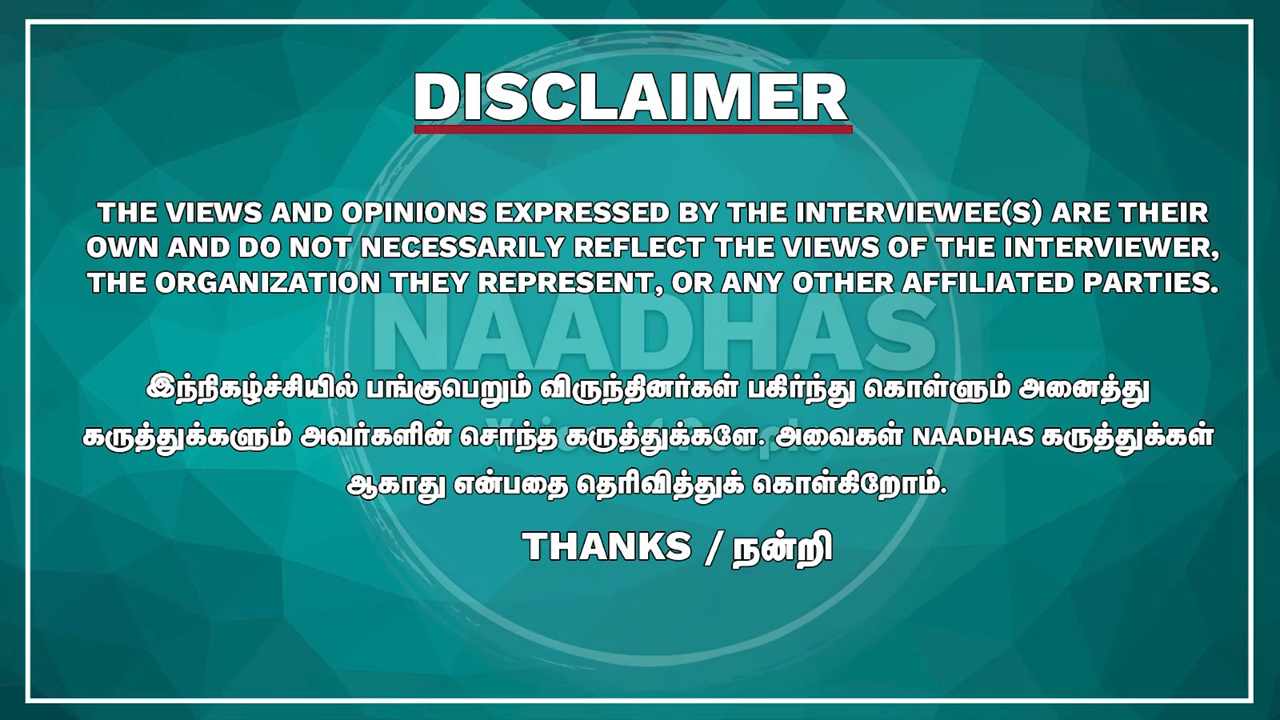 DISCLAIMER
THE VIEWS AND OPINIONS EXPRESSED BY THE INTERVIEWEE(S) ARE THEIR
OWN AND DO NOT NECESSARILY REFLECT THE VIEWS OF THE INTERVIEWER,
THE ORGANIZATION THEY REPRESENT, OR ANY OTHER AFFILIATED PARTIES.
NAADHAS
இந்நிகழ்ச்சியில் பங்குபெறும் விருந்தினர்கள் பகிர்ந்து கொள்ளும் அனைத்து
கருத்துக்களும் அவர்களின் சொந்த கருத்துக்களே. அவைகள் NAADHAS கருத்துக்கள்
ஆகாது என்பதை தெரிவித்துக் கொள்கிறோம்.
THANKS / நன்றி